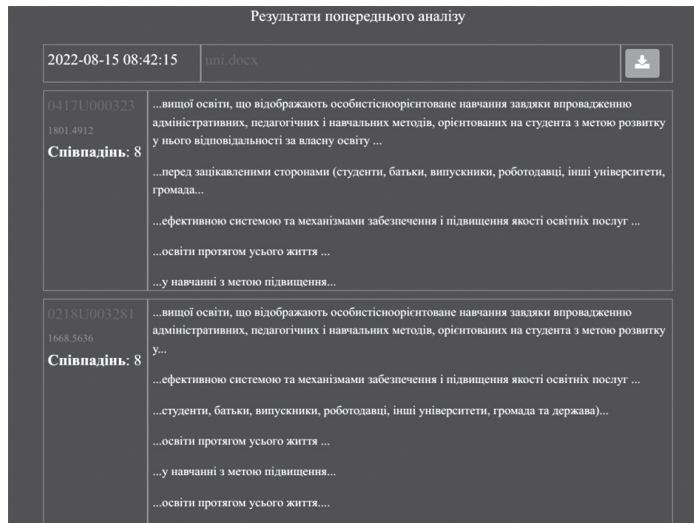 Результати попереднього аналізу
2022-08-15 08:42:15 uni.docx
0417U000323
1801.4912
Співпадінь: 8
...вищої освіти, що відображають особистісноорієнтоване навчання завдяки впровадженню
адміністративних, педагогічних і навчальних методів, орієнтованих на студента з метою розвитку
у нього відповідальності за власну освіту ...
...перед зацікавленими сторонами (студенти, батьки, випускники, роботодавці, інші університети,
громада...
...ефективною системою та механізмами забезпечення і підвищення якості освітніх послуг ...
...освіти протягом усього життя ...
...у навчанні з метою підвищення...
0218U003281
1668.5636
Співпадінь: 8
...вищої освіти, що відображають особистісноорієнтоване навчання завдяки впровадженню
адміністративних, педагогічних і навчальних методів, орієнтованих на студента з метою розвитку
у...
...ефективною системою та механізмами забезпечення і підвищення якості освітніх послуг ...
...студенти, батьки, випускники, роботодавці, інші університети, громада та держава)...
...освіти протягом усього життя ...
...у навчанні з метою підвищення...
...освіти протягом усього життя....